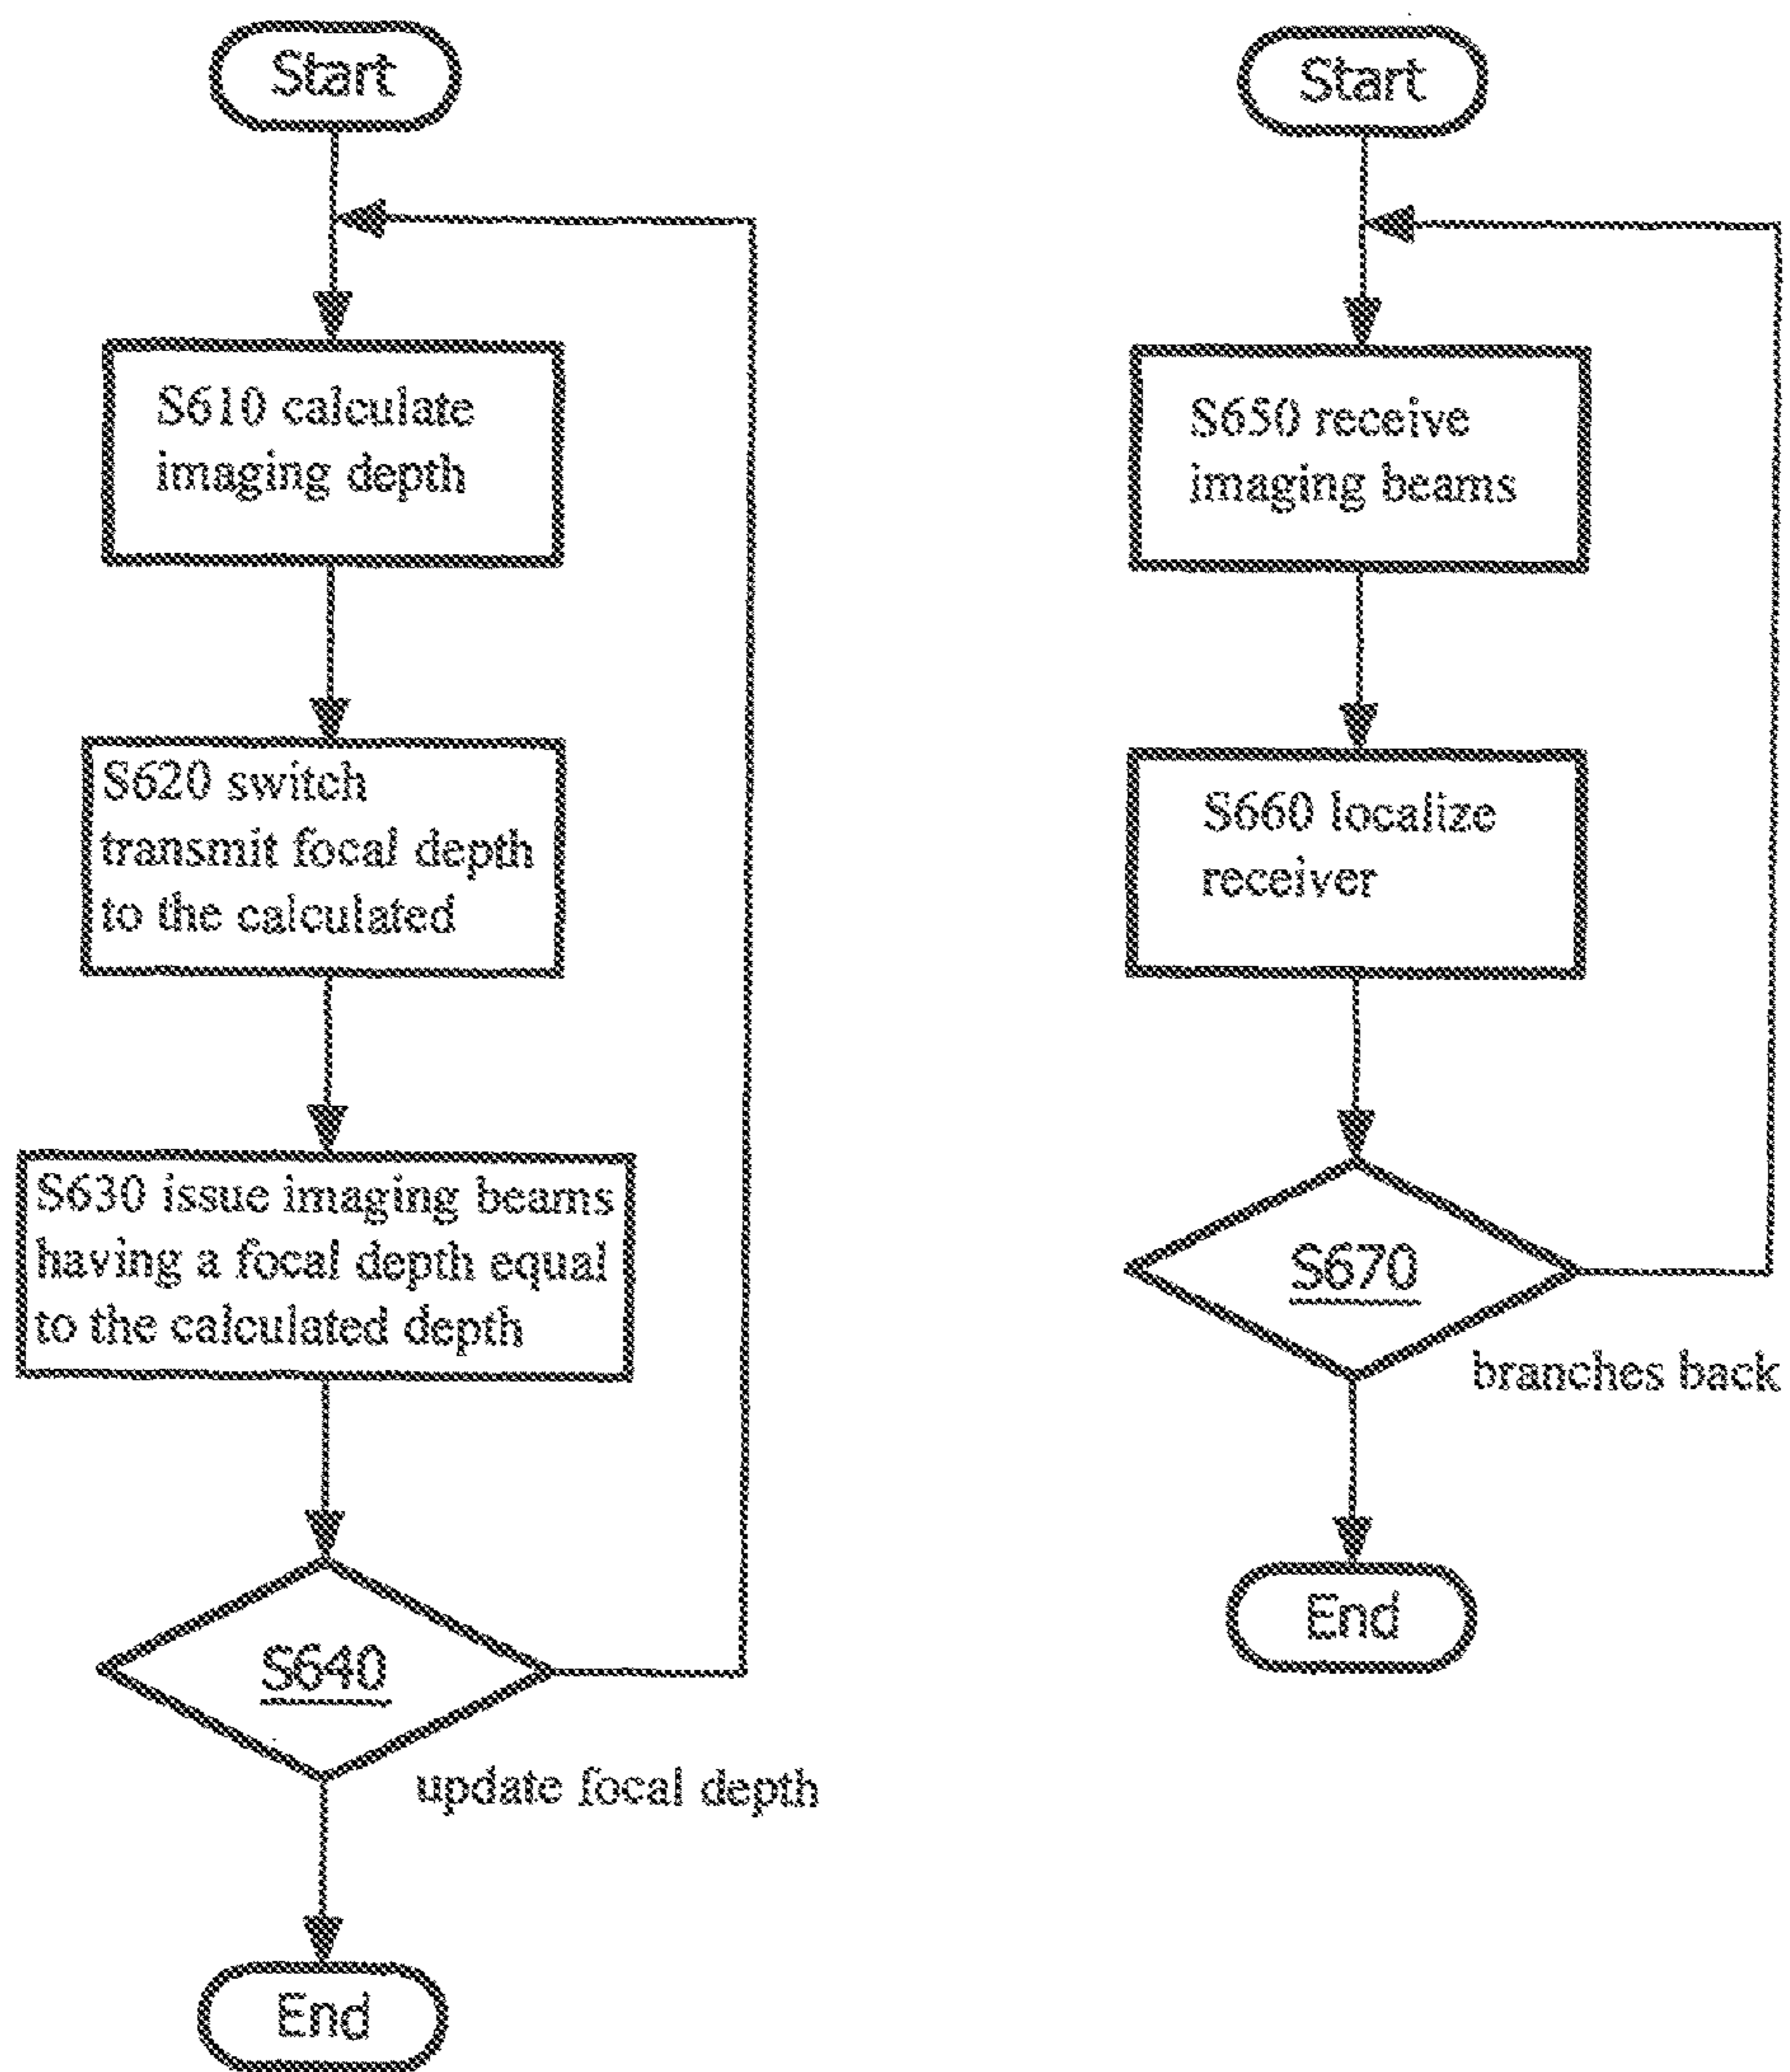 Start
S610 calculate
imaging depth
S620 switch
transmit focal depth
to the calculated
S630 issue imaging beams
having a focal depth equal
to the calculated depth
S640
update focal depth
End
Start
S650 receive
imaging beams
S660 localize
receiver
S670
branches back
End